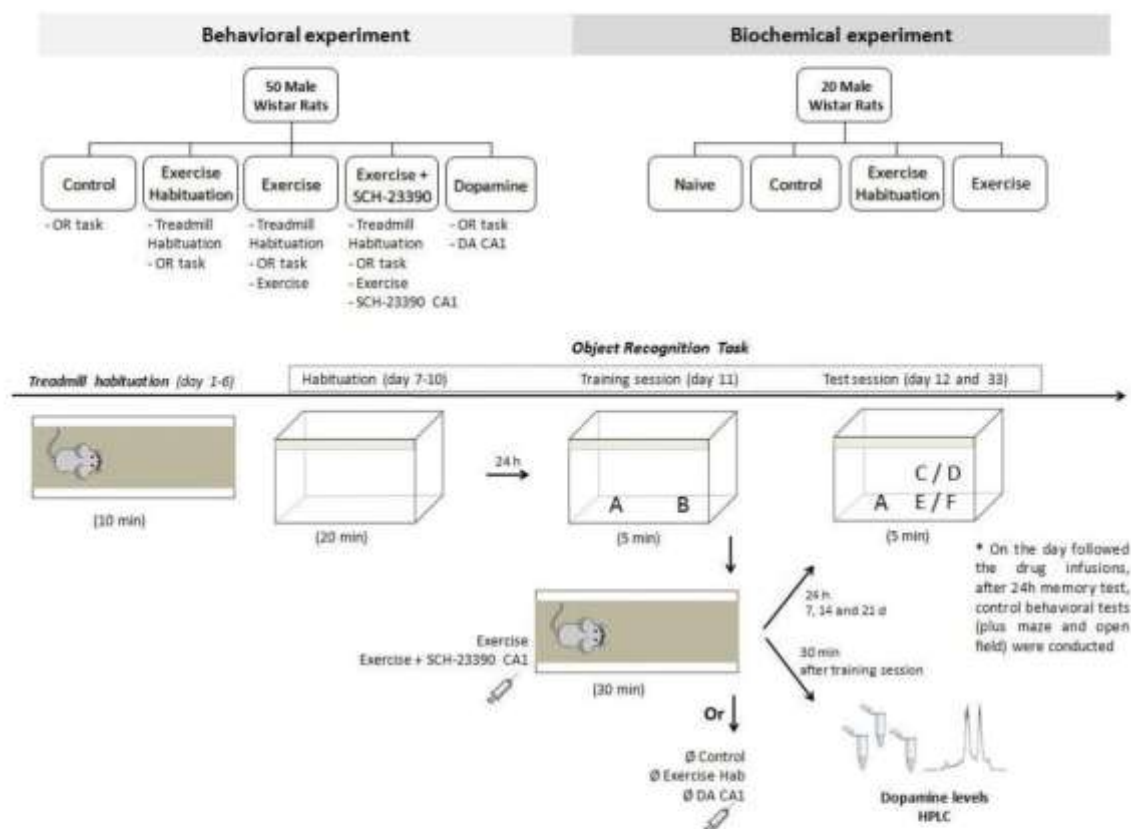 Behavioral experiment
Biochemical experiment
50 Male
Wistar Rats
20 Male
Wistar Rats
Control
Exercise
Habituation
Exercise
Exercise +
SCH-23390
Dopamine
Naive
Control
Exercise
Habituation
Exercise
- OR task
- Treadmill
Habituation
- OR task
- Treadmill
Habituation
- OR task
- Exercise
- Treadmill
Habituation
- OR task
- Exercise
- SCH-23390 CA1
- OR task
- DA CA1
Object Recognition Task
Treadmill habituation (day 1-6)
Habituation (day 7-10)
Training session (day 11)
Test session (day 12 and 33)
24 h
A B
C / D
A E / F
(10 min)
(20 min)
(5 min)
(5 min)
* On the day followed
the drug infusions,
after 24h memory test,
control behavioral tests
(plus maze and open
field) were conducted
24 h
7, 14 and 21 d
Exercise
Exercise + SCH-23390 CA1
30 min
after training session
(30 min)
Or
Ø Control
Ø Exercise Hab
Ø DA CA1
Dopamine levels
HPLC